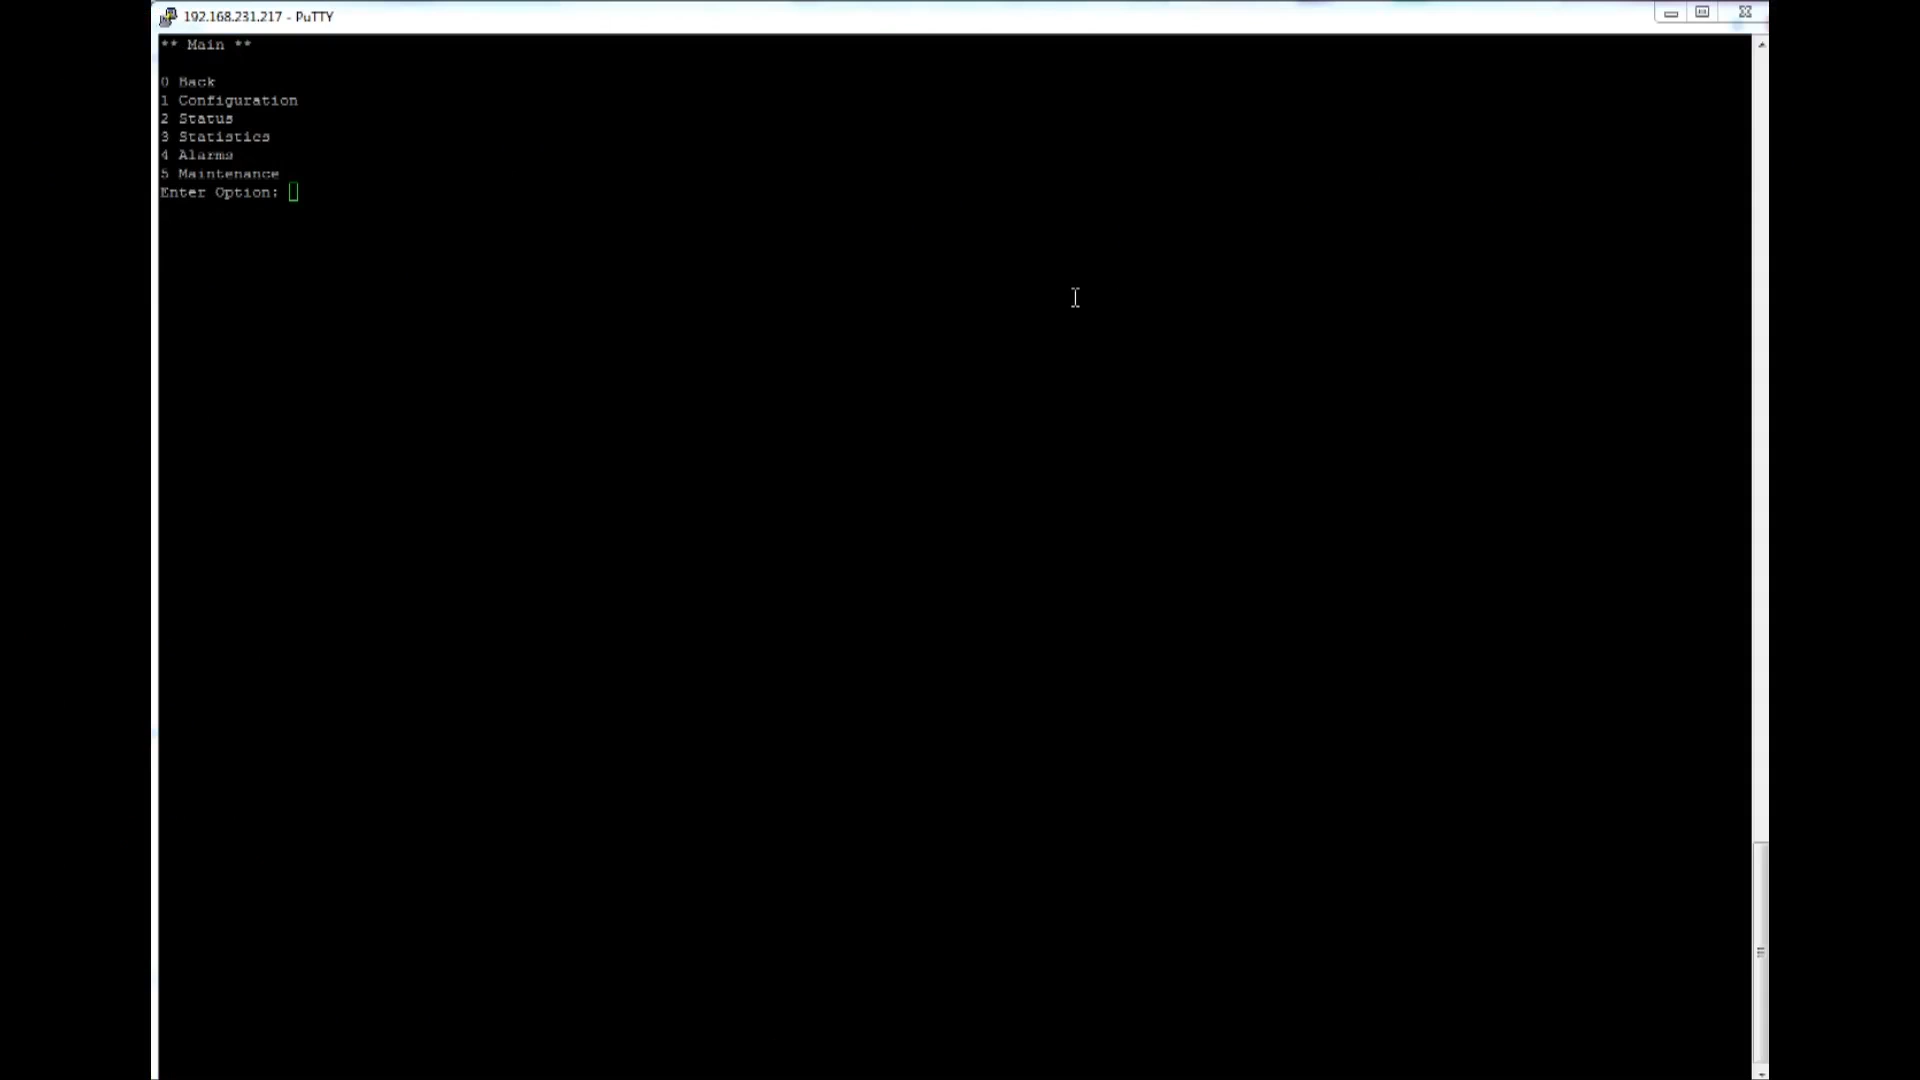 192.168.231.217 - PuTTY
** Main **
0 Back
1 Configuration
2 Status
3 Statistics
4 Alarms
5 Maintenance
Enter Option: